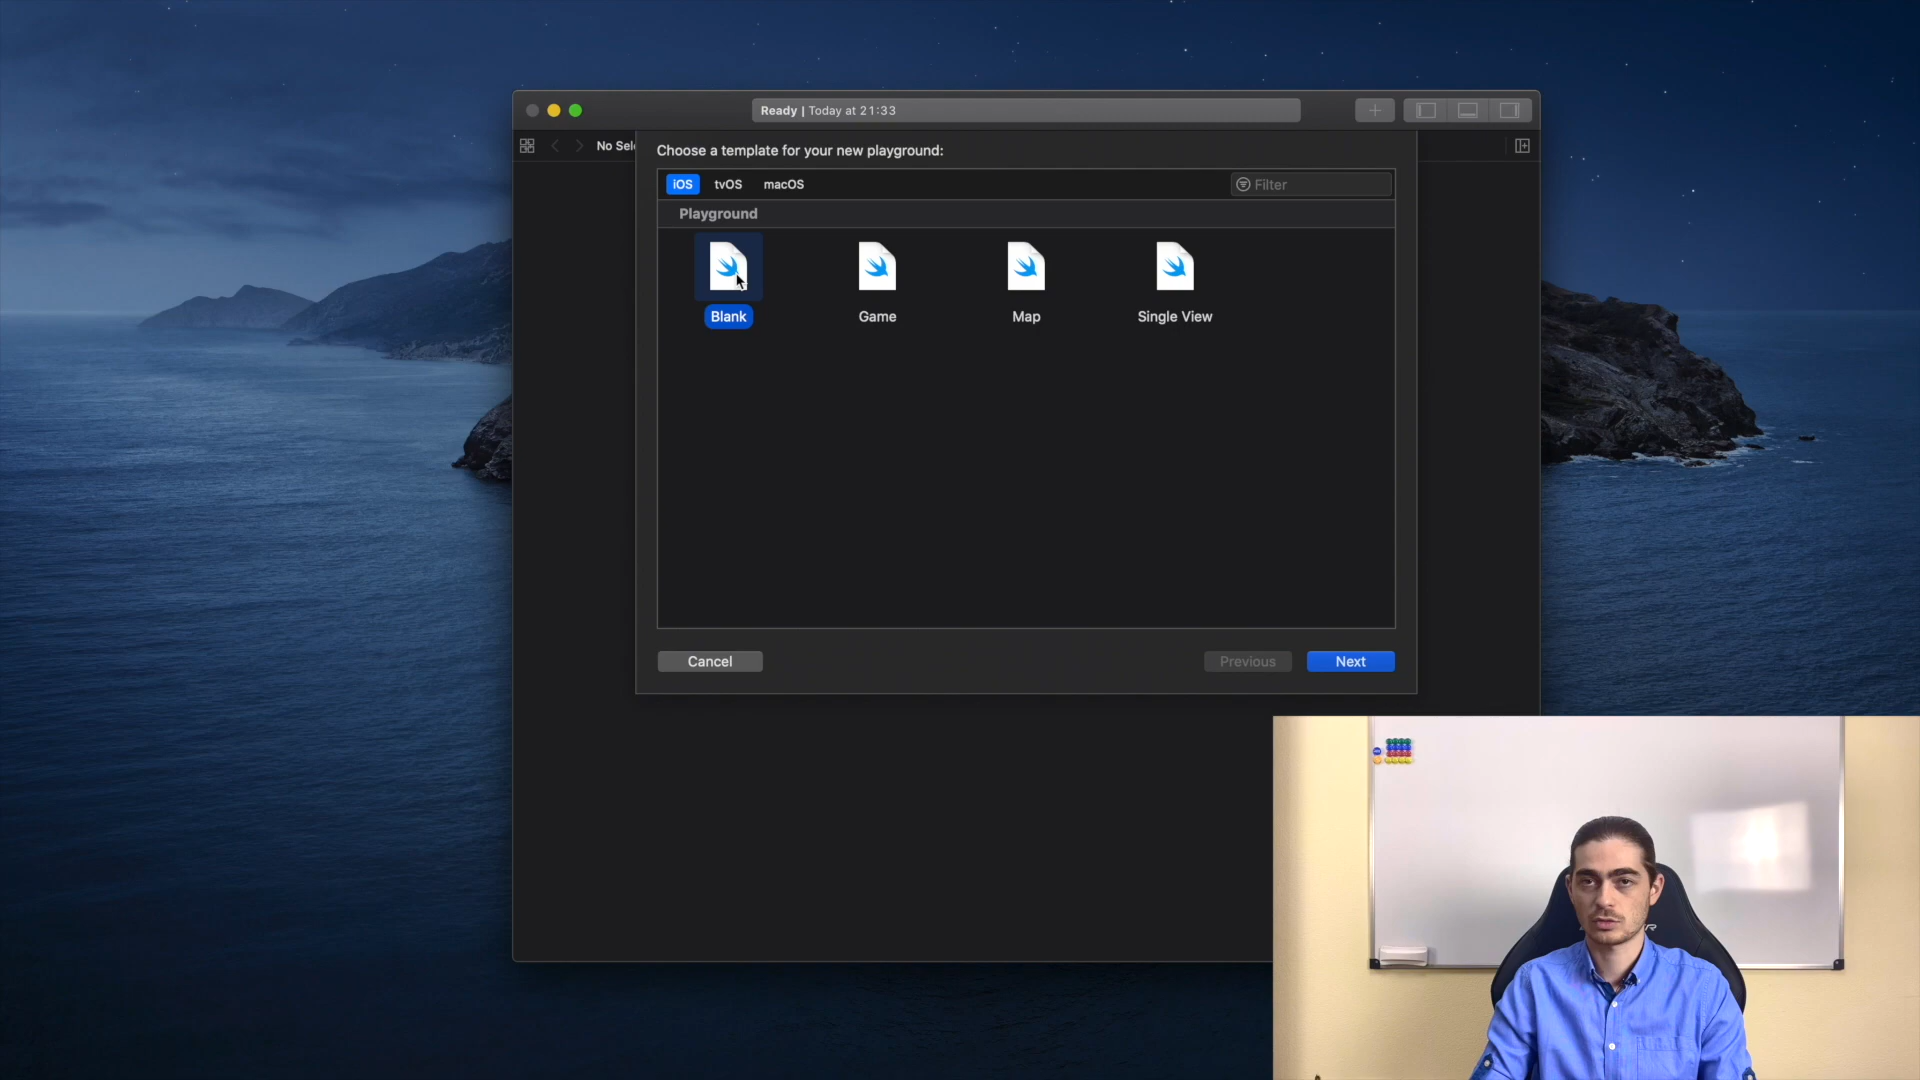 Ready | Today at 21:33
No Sele
Choose a template for your new playground:
iOS tvOS macOS Filter
Playground
Blank Game Map Single View
Cancel Previous Next